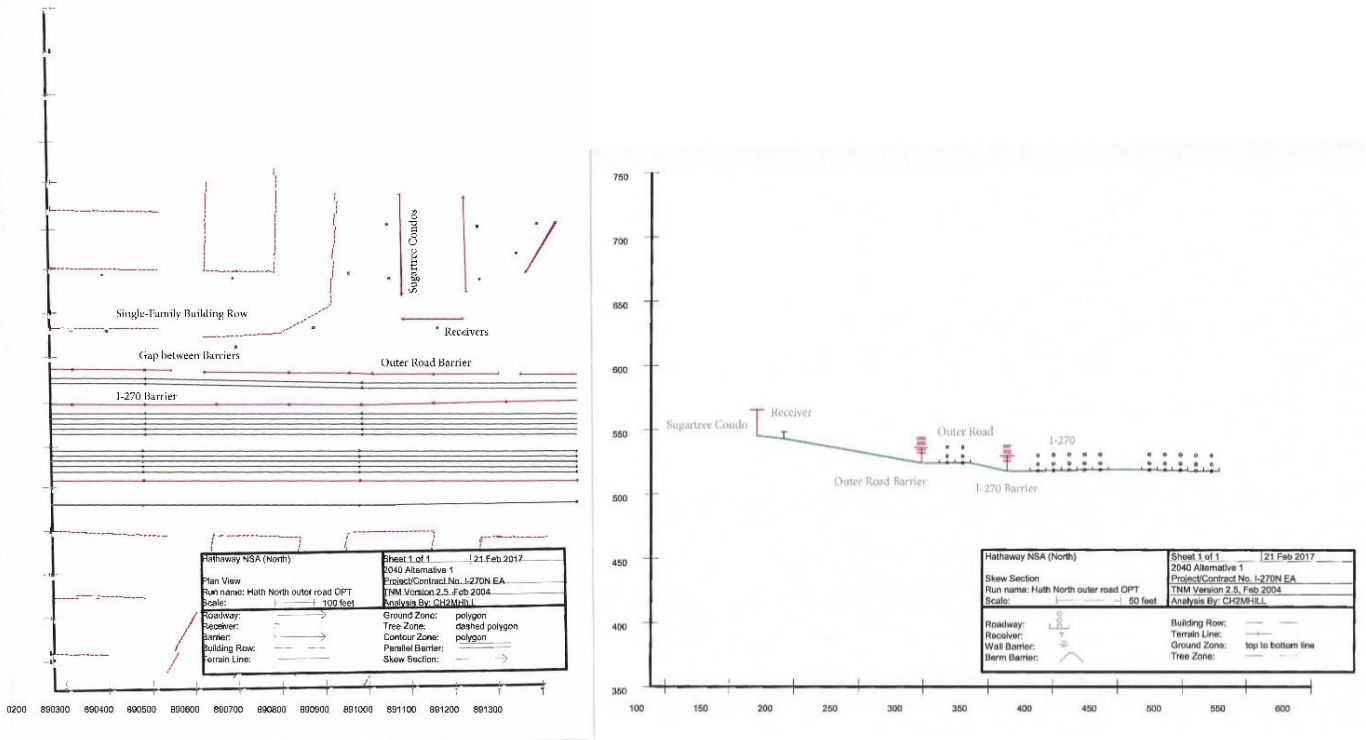 Sugartree Condos
Single-Family Building Row
Receivers
Gap between Barriers
Outer Road Barrier
I-270 Barrier
Hathaway NSA (North)
Sheet 1 of 1
21 Feb 2017
2040 Alternative 1
Plan View
Project/Contract No. I-270N EA
Run name: Hath North outer road OPT
TNM Version 2.5, Feb 2004
Scale:
100 feet
Analysis By: CH2MHILL
Roadway:
Ground Zone: polygon
Receiver:
Tree Zone: dashed polygon
Barrier:
Contour Zone: polygon
Building Row:
Parallel Barrier:
Terrain Line:
Skew Section:
0200 890300 890400 890500 890600 890700 890800 890900 891000 891100 891200 891300
750
700
650
600
550
500
450
400
350
Sugartree Condo
Receiver
Outer Road
I-270
Outer Road Barrier
I-270 Barrier
Hathaway NSA (North)
Sheet 1 of 1
21 Feb 2017
2040 Alternative 1
Skew Section
Project/Contract No. I-270N EA
Run name: Hath North outer road OPT
TNM Version 2.5, Feb 2004
Scale:
50 feet
Analysis By: CH2MHILL
Roadway:
Building Row:
Receiver:
Terrain Line:
Wall Barrier:
Ground Zone: top to bottom line
Berm Barrier:
Tree Zone:
100 150 200 250 300 350 400 450 500 550 600